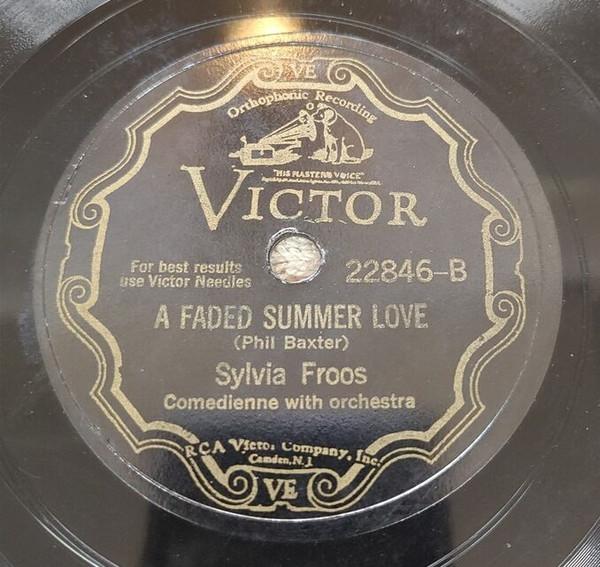 VE
Orthophonic Recording
"HIS MASTERS VOICE"
VICTOR
For best results
use Victor Needles
22846-B
A FADED SUMMER LOVE
(Phil Baxter)
Sylvia Froos
Comedienne with orchestra
RCA Victor Company, Inc.
Camden, N.J.
VE